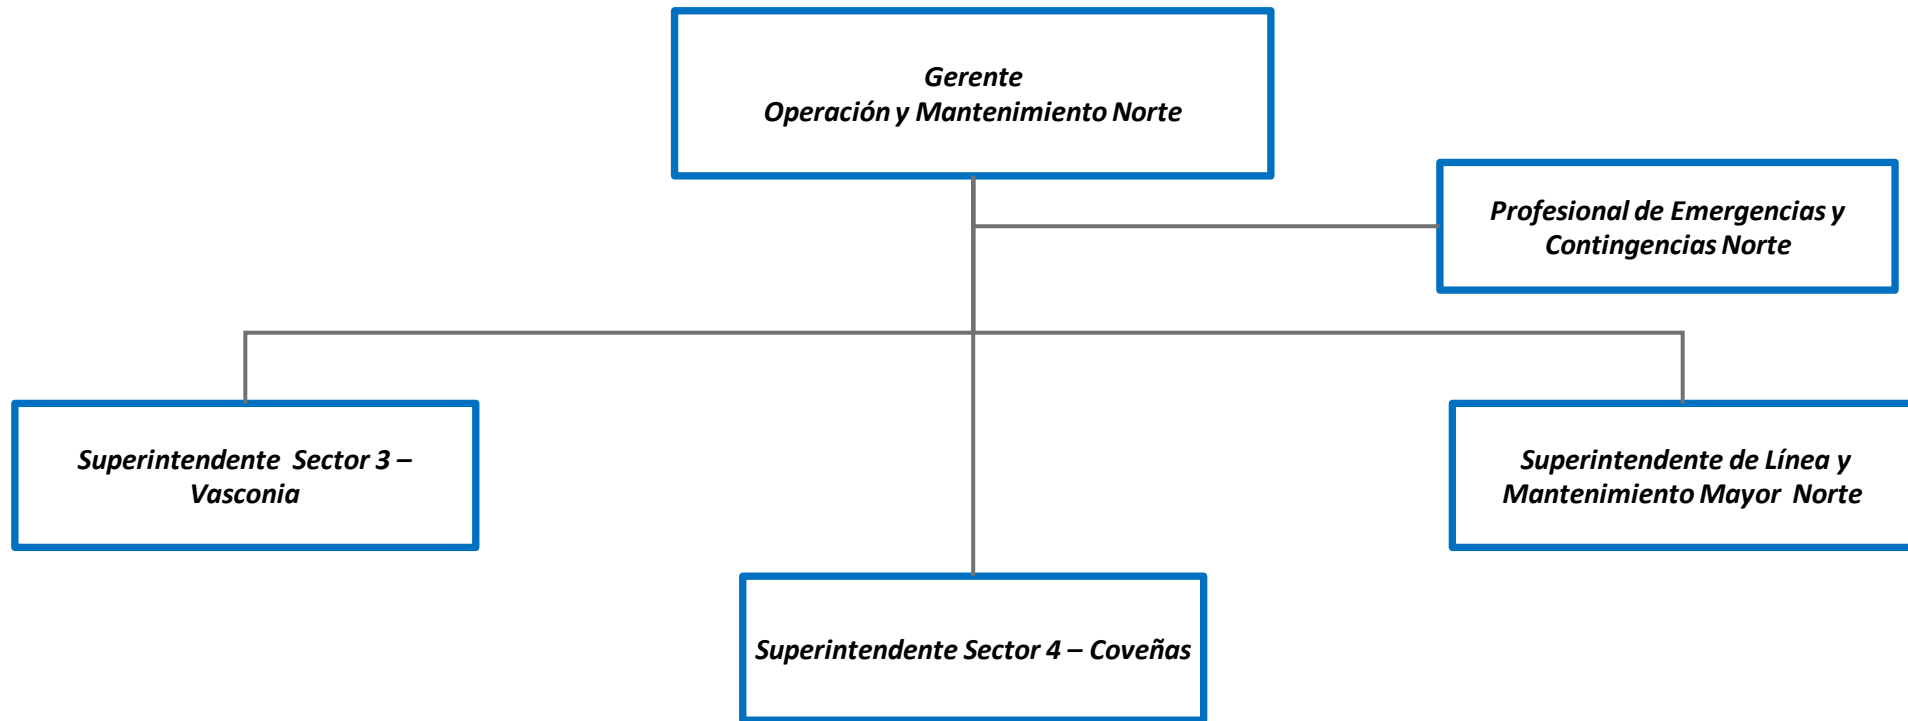 Gerente
Operación y Mantenimiento Norte
Profesional de Emergencias y
Contingencias Norte
Superintendente Sector 3 –
Vasconia
Superintendente de Línea y
Mantenimiento Mayor Norte
Superintendente Sector 4 – Coveñas